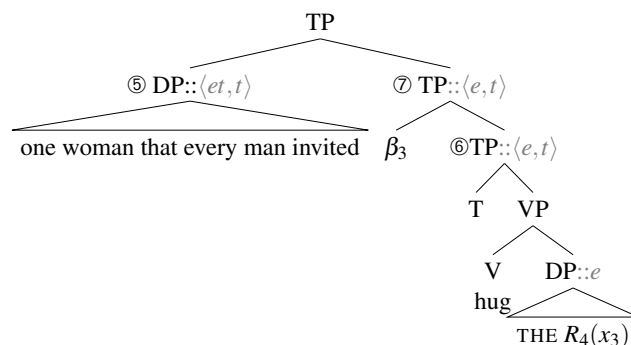 TP
⑤ DP::⟨et, t⟩ ⑦ TP::⟨e, t⟩
one woman that every man invited β₃ ⑥TP::⟨e, t⟩
T VP
V DP::e
hug
THE R₄(x₃)